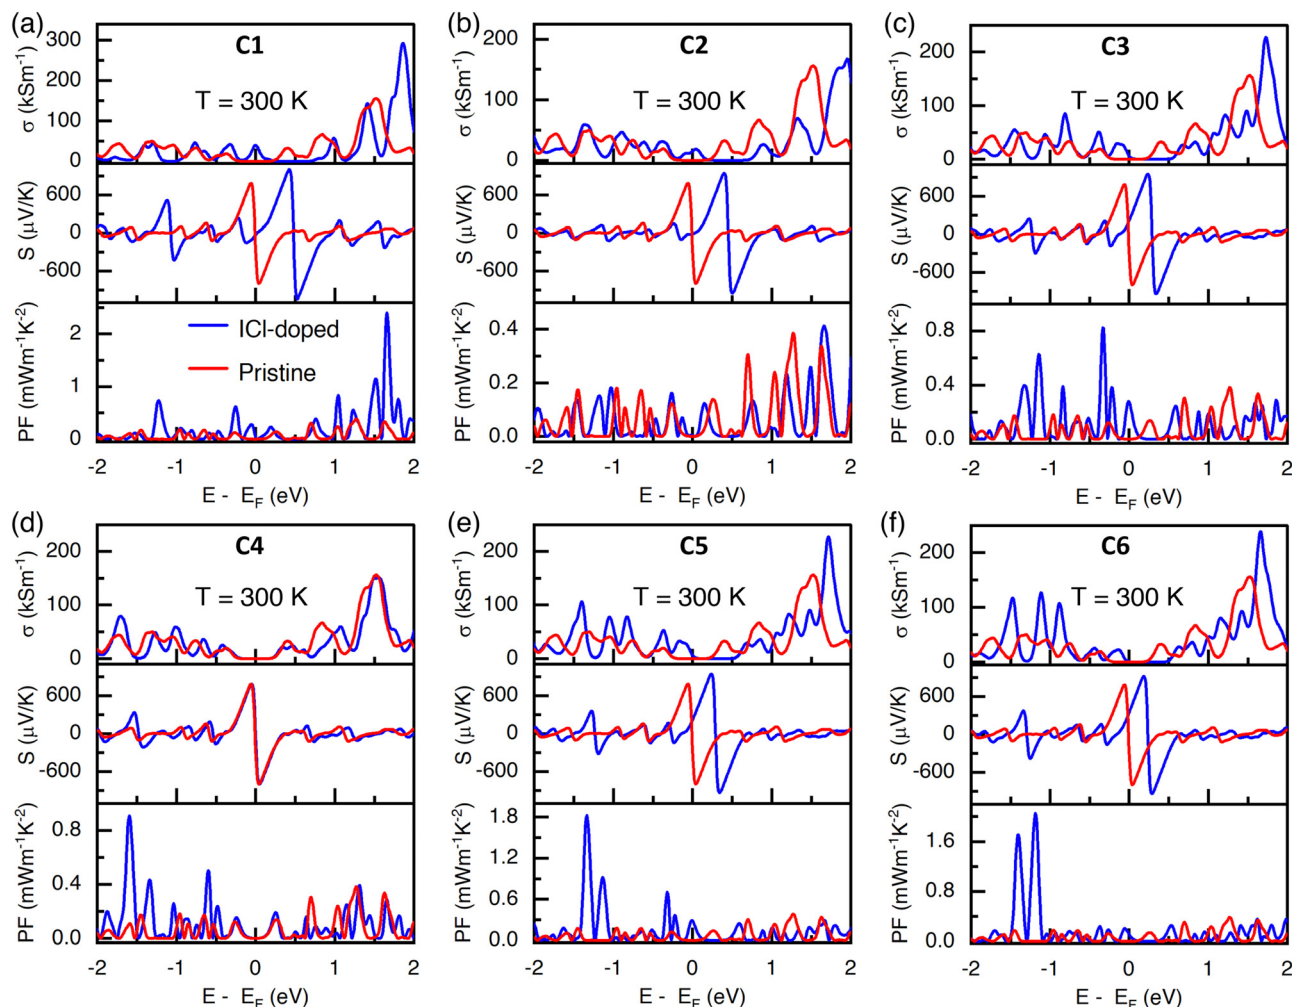 (a)
C1
T = 300 K
σ (kSm⁻¹)
300
200
100
0
S (μV/K)
600
0
-600
PF (mWm⁻¹K⁻²)
2
1
0
ICl-doped
Pristine
-2 -1 0 1 2
E - E_F (eV)
(b)
C2
T = 300 K
σ (kSm⁻¹)
200
100
0
S (μV/K)
600
0
-600
PF (mWm⁻¹K⁻²)
0.4
0.2
0.0
-2 -1 0 1 2
E - E_F (eV)
(c)
C3
T = 300 K
σ (kSm⁻¹)
200
100
0
S (μV/K)
600
0
-600
PF (mWm⁻¹K⁻²)
0.8
0.4
0.0
-2 -1 0 1 2
E - E_F (eV)
(d)
C4
T = 300 K
σ (kSm⁻¹)
200
100
0
S (μV/K)
600
0
-600
PF (mWm⁻¹K⁻²)
0.8
0.4
0.0
-2 -1 0 1 2
E - E_F (eV)
(e)
C5
T = 300 K
σ (kSm⁻¹)
200
100
0
S (μV/K)
600
0
-600
PF (mWm⁻¹K⁻²)
1.8
1.2
0.6
0.0
-2 -1 0 1 2
E - E_F (eV)
(f)
C6
T = 300 K
σ (kSm⁻¹)
200
100
0
S (μV/K)
600
0
-600
PF (mWm⁻¹K⁻²)
1.6
0.8
0.0
-2 -1 0 1 2
E - E_F (eV)